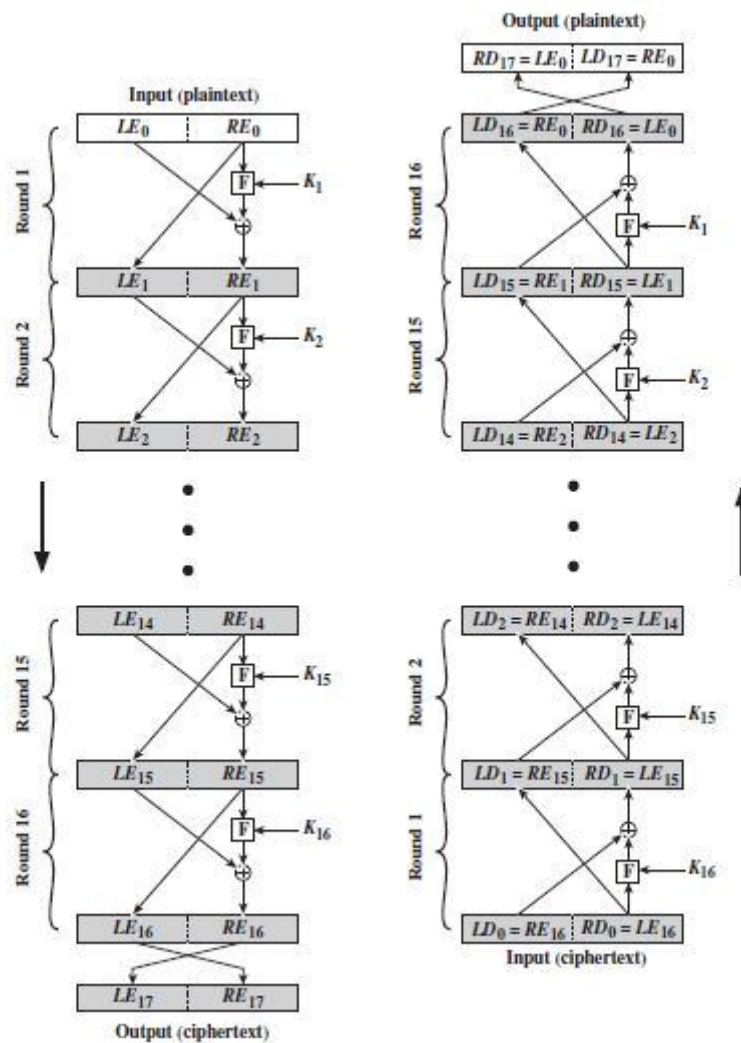 Input (plaintext)
LE0 RE0
Round 1
F
K1
LE1 RE1
Round 2
F
K2
LE2 RE2
LE14 RE14
Round 15
F
K15
LE15 RE15
Round 16
F
K16
LE16 RE16
LE17 RE17
Output (ciphertext)
Output (plaintext)
RD17 = LE0 LD17 = RE0
LD16 = RE0 RD16 = LE0
Round 16
F
K1
LD15 = RE1 RD15 = LE1
Round 15
F
K2
LD14 = RE2 RD14 = LE2
LD2 = RE14 RD2 = LE14
Round 2
F
K15
LD1 = RE15 RD1 = LE15
Round 1
F
K16
LD0 = RE16 RD0 = LE16
Input (ciphertext)